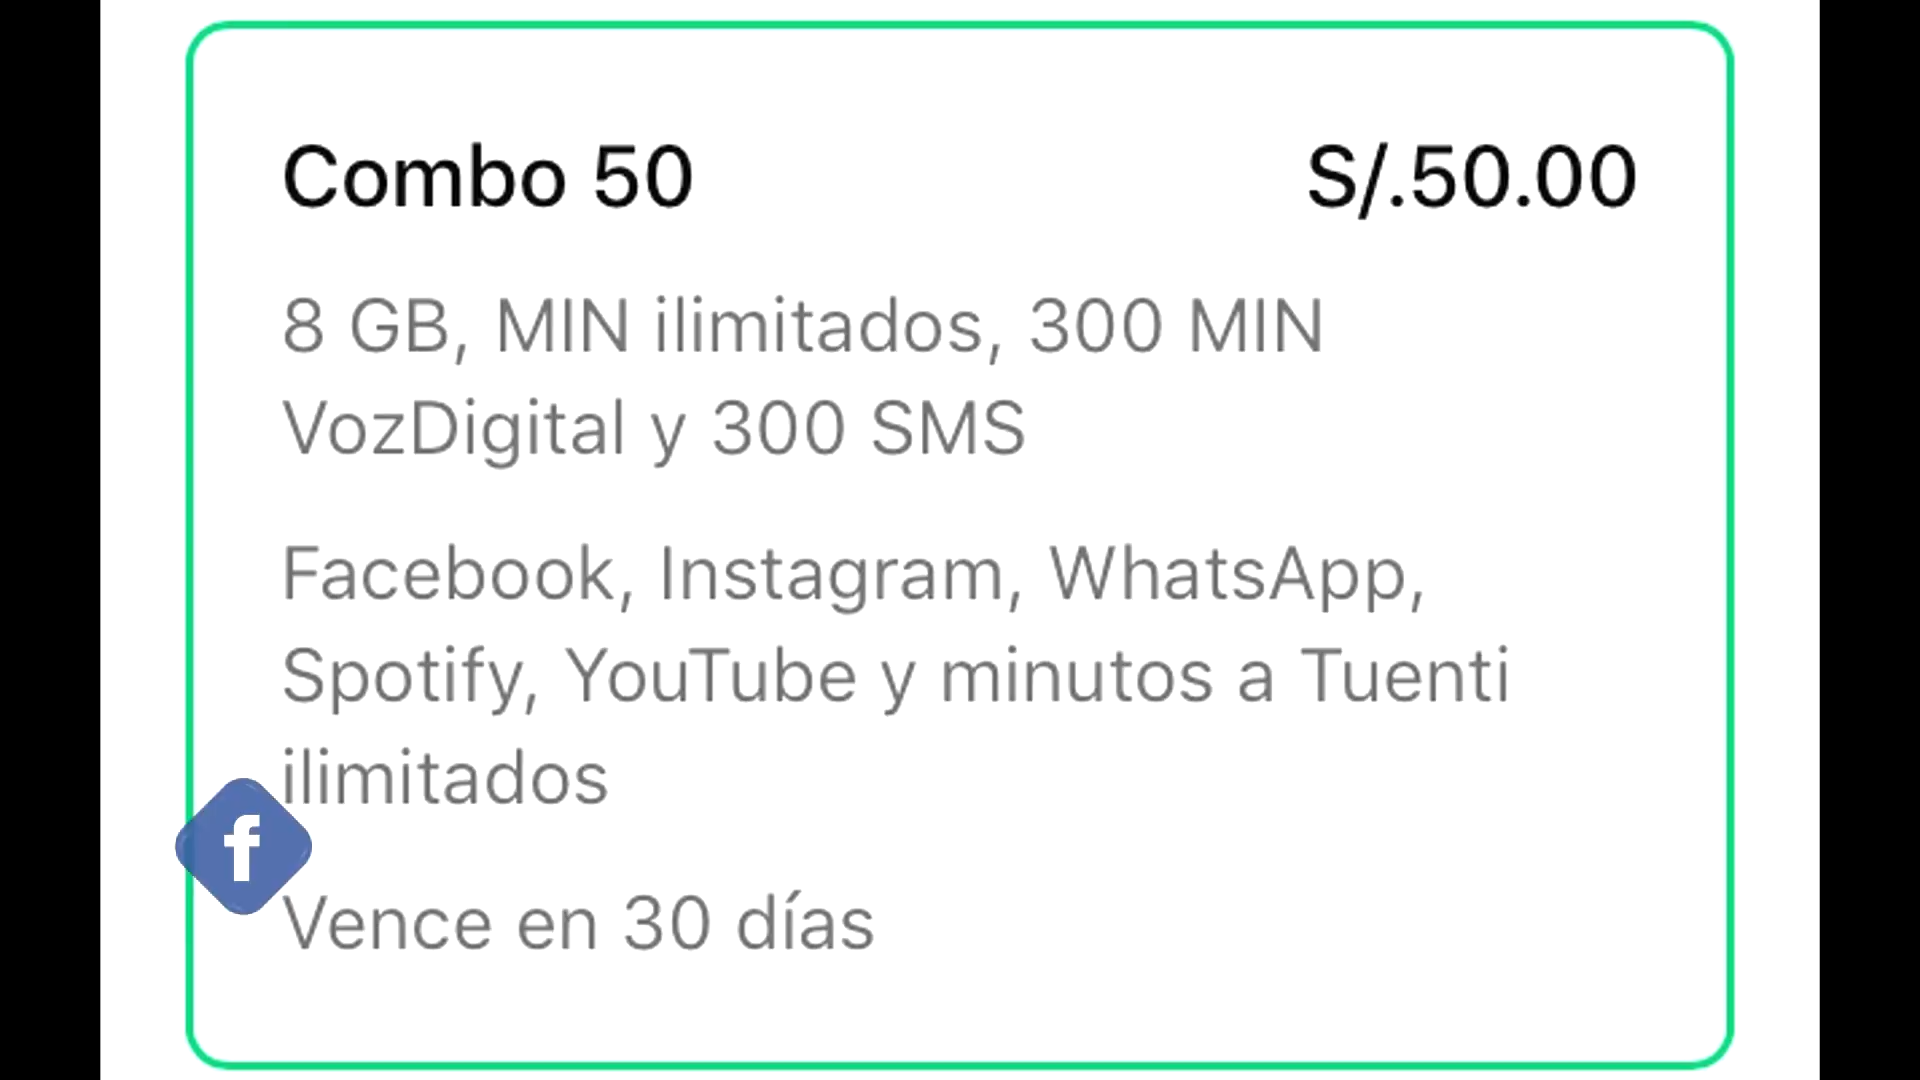 Combo 50 S/.50.00
8 GB, MIN ilimitados, 300 MIN
VozDigital y 300 SMS
Facebook, Instagram, WhatsApp,
Spotify, YouTube y minutos a Tuenti
ilimitados
f
Vence en 30 días